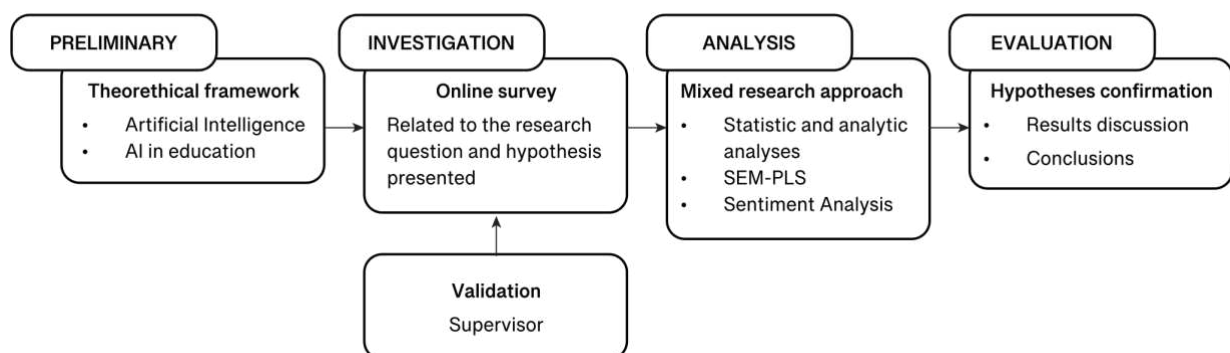 PRELIMINARY
Theorethical framework
• Artificial Intelligence
• AI in education
INVESTIGATION
Online survey
Related to the research
question and hypothesis
presented
Validation
Supervisor
ANALYSIS
Mixed research approach
• Statistic and analytic
analyses
• SEM-PLS
• Sentiment Analysis
EVALUATION
Hypotheses confirmation
• Results discussion
• Conclusions